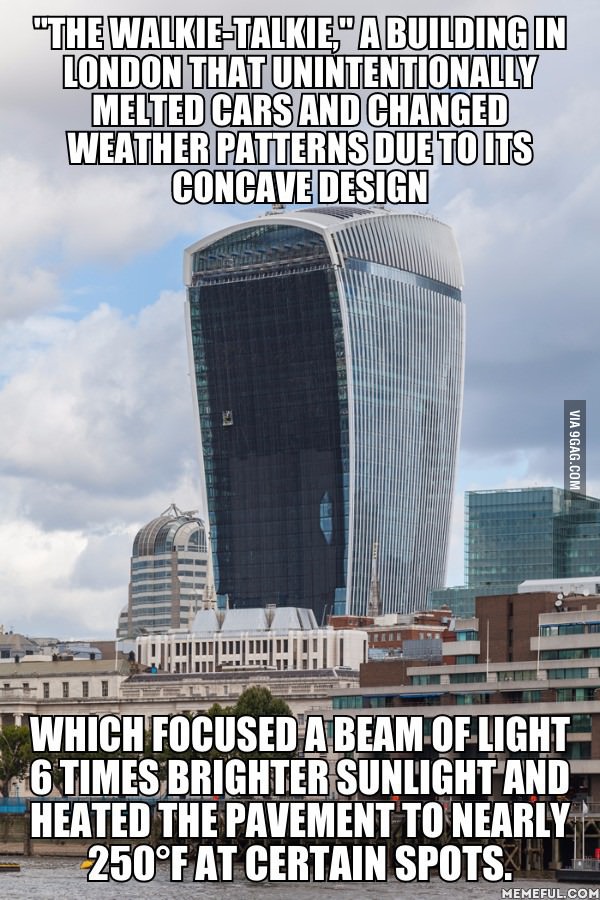 "THE WALKIE-TALKIE," A BUILDING IN
LONDON THAT UNINTENTIONALLY
MELTED CARS AND CHANGED
WEATHER PATTERNS DUE TO ITS
CONCAVE DESIGN
VIA 9GAG.COM
WHICH FOCUSED A BEAM OF LIGHT
6 TIMES BRIGHTER SUNLIGHT AND
HEATED THE PAVEMENT TO NEARLY
250°F AT CERTAIN SPOTS.
MEMEFUL.COM